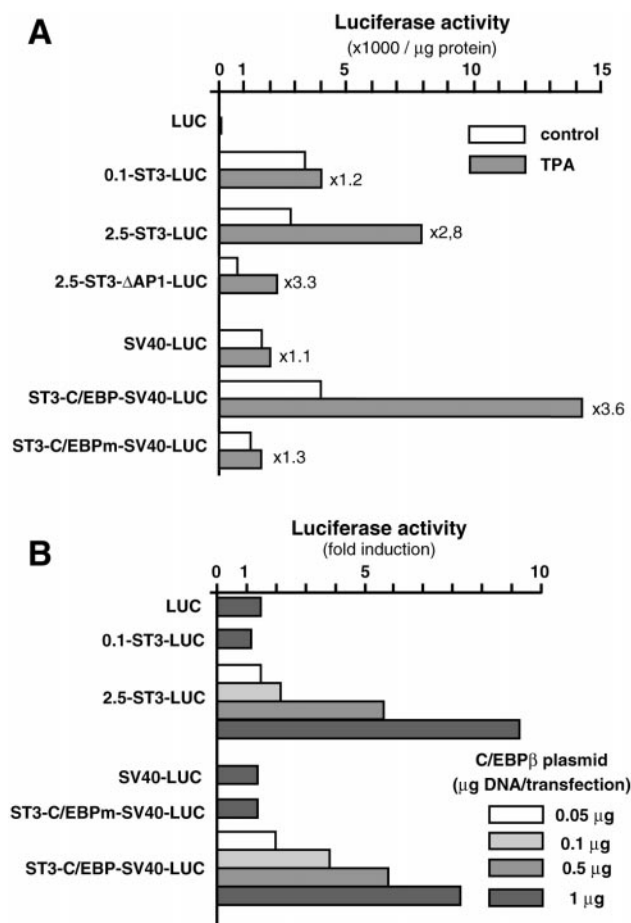 A
Luciferase activity
(x1000 / μg protein)
0 1 5 10 15
LUC
control
TPA
0.1-ST3-LUC
x1.2
2.5-ST3-LUC
x2,8
2.5-ST3-ΔAP1-LUC
x3.3
SV40-LUC
x1.1
ST3-C/EBP-SV40-LUC
x3.6
ST3-C/EBPm-SV40-LUC
x1.3
B
Luciferase activity
(fold induction)
0 1 5 10
LUC
0.1-ST3-LUC
2.5-ST3-LUC
SV40-LUC
ST3-C/EBPm-SV40-LUC
ST3-C/EBP-SV40-LUC
C/EBPβ plasmid
(μg DNA/transfection)
0.05 μg
0.1 μg
0.5 μg
1 μg